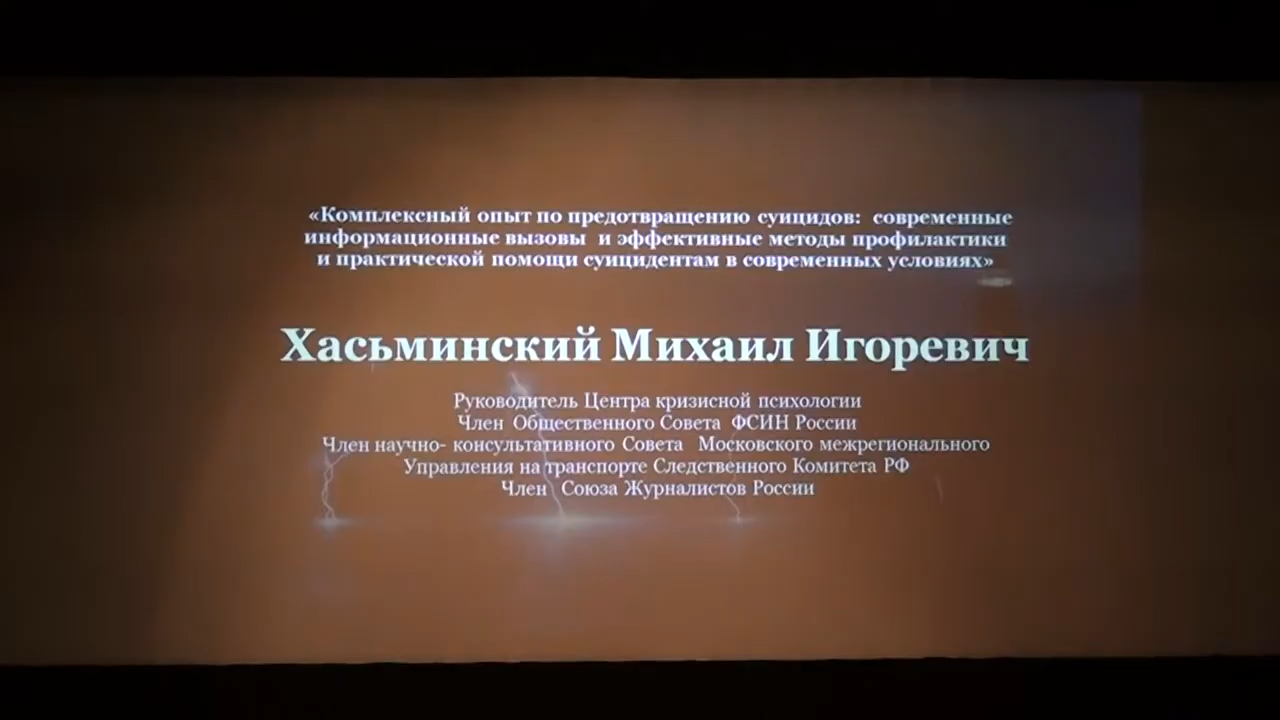 «Комплексный опыт по предотвращению суицидов: современные
информационные вызовы и эффективные методы профилактики
и практической помощи суицидентам в современных условиях»
Хасьминский Михаил Игоревич
Руководитель Центра кризисной психологии
Член Общественного Совета ФСИН России
Член научно- консультативного Совета Московского межрегионального
Управления на транспорте Следственного Комитета РФ
Член Союза Журналистов России